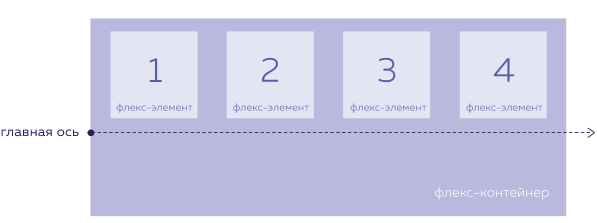 1 2 3 4
флекс-элемент флекс-элемент флекс-элемент флекс-элемент
главная ось
флекс-контейнер